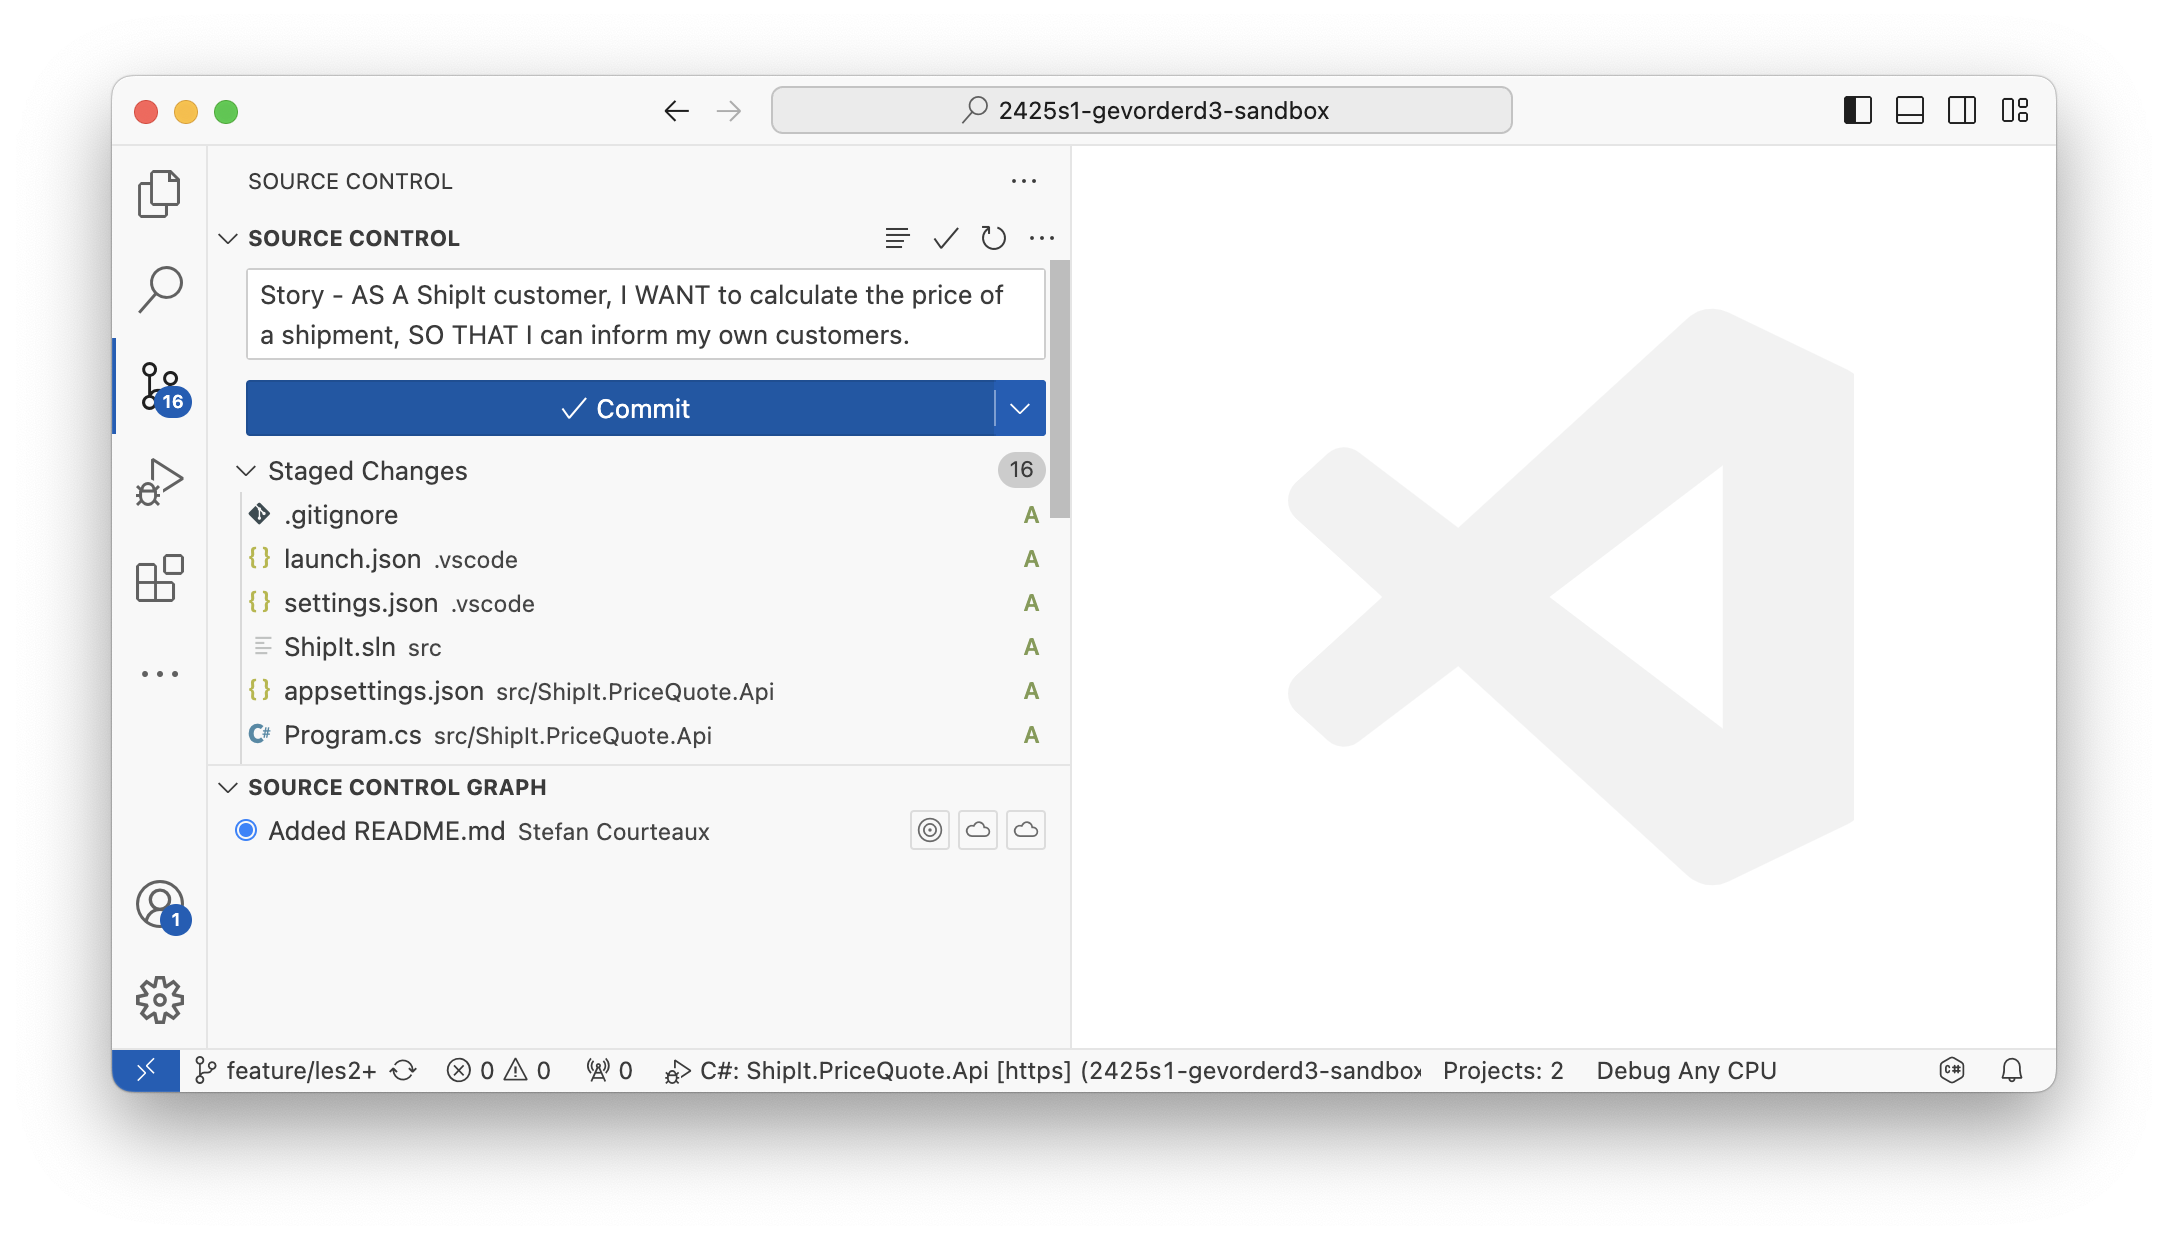 2425s1-gevorderd3-sandbox
SOURCE CONTROL
SOURCE CONTROL
Story - AS A ShipIt customer, I WANT to calculate the price of
a shipment, SO THAT I can inform my own customers.
16
Commit
Staged Changes 16
.gitignore A
launch.json .vscode A
settings.json .vscode A
ShipIt.sln src A
appsettings.json src/ShipIt.PriceQuote.Api A
C# Program.cs src/ShipIt.PriceQuote.Api A
SOURCE CONTROL GRAPH
Added README.md Stefan Courteaux
1
feature/les2+ 0 0 0 C#: ShipIt.PriceQuote.Api [https] (2425s1-gevorderd3-sandbox Projects: 2 Debug Any CPU C#